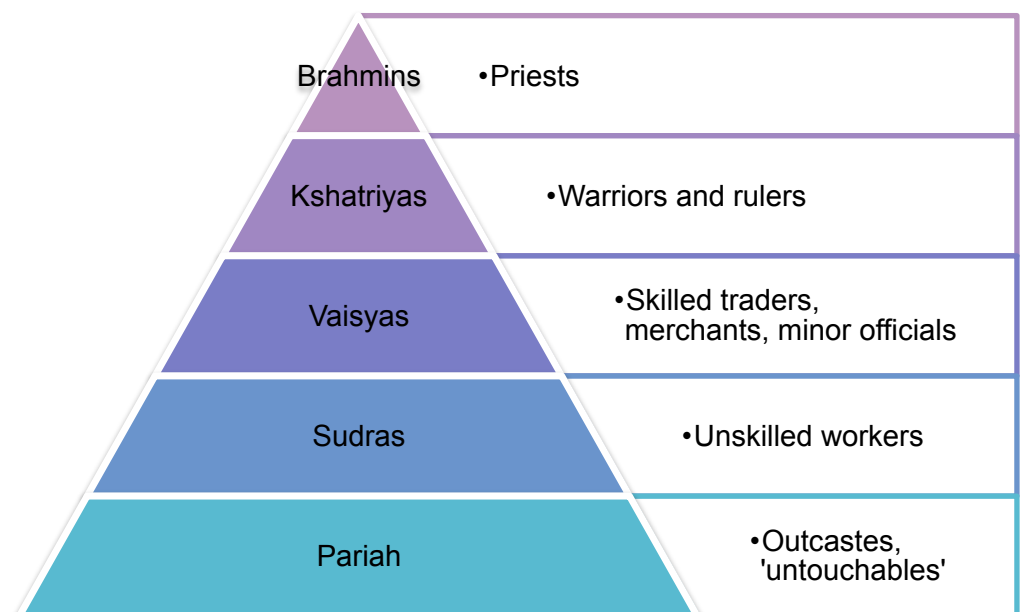 Brahmins
•Priests
Kshatriyas
•Warriors and rulers
Vaisyas
•Skilled traders,
merchants, minor officials
Sudras
•Unskilled workers
Pariah
•Outcastes,
'untouchables'